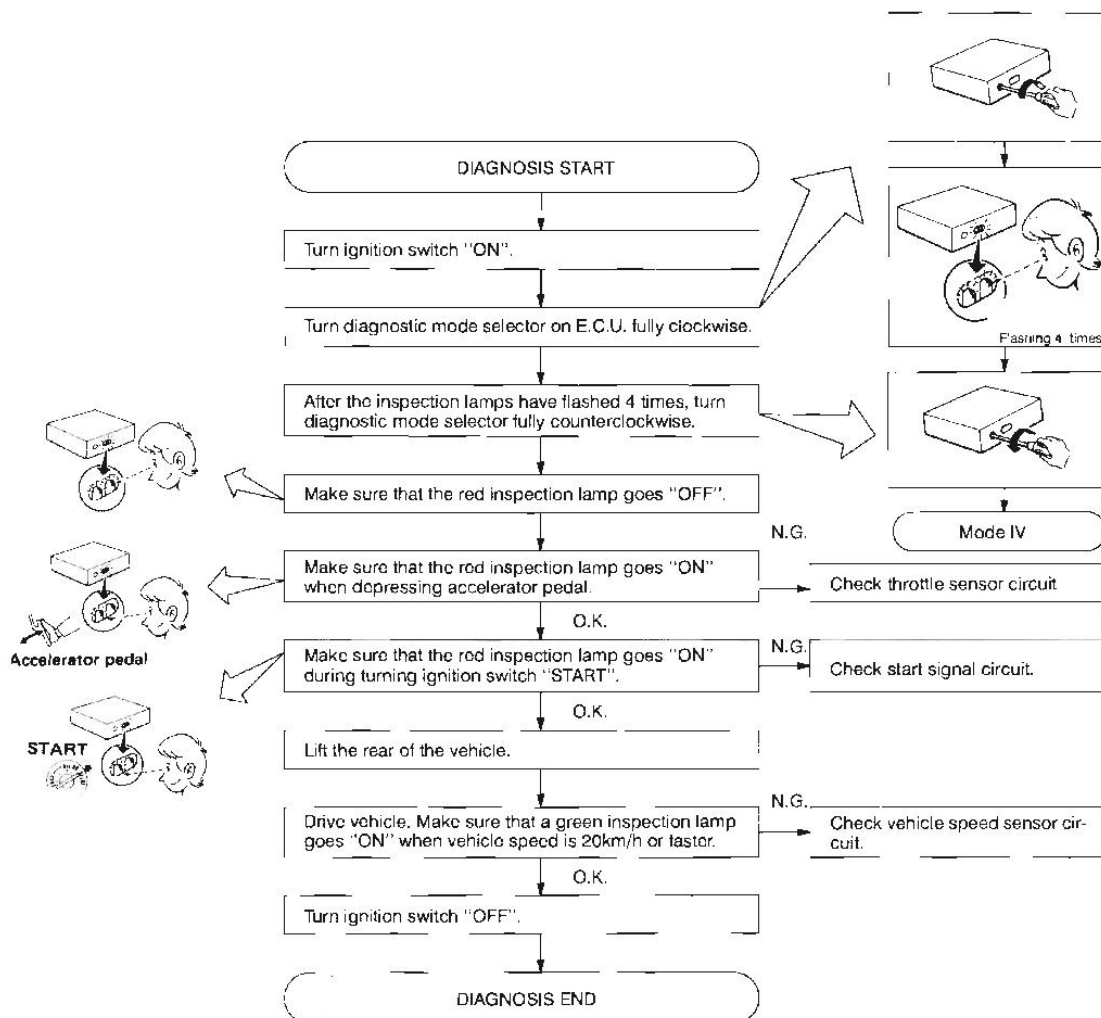 DIAGNOSIS START
Turn ignition switch "ON".
Turn diagnostic mode selector on E.C.U. fully clockwise.
Flashing 4 times
After the inspection lamps have flashed 4 times, turn
diagnostic mode selector fully counterclockwise.
Make sure that the red inspection lamp goes "OFF".
Mode IV
N.G.
Make sure that the red inspection lamp goes "ON"
when depressing accelerator pedal.
Check throttle sensor circuit
Accelerator pedal
O.K.
Make sure that the red inspection lamp goes "ON"
during turning ignition switch "START".
N.G.
Check start signal circuit.
O.K.
START
Lift the rear of the vehicle.
N.G.
Drive vehicle. Make sure that a green inspection lamp
goes "ON" when vehicle speed is 20km/h or faster.
Check vehicle speed sensor cir-
cuit.
O.K.
Turn ignition switch "OFF".
DIAGNOSIS END